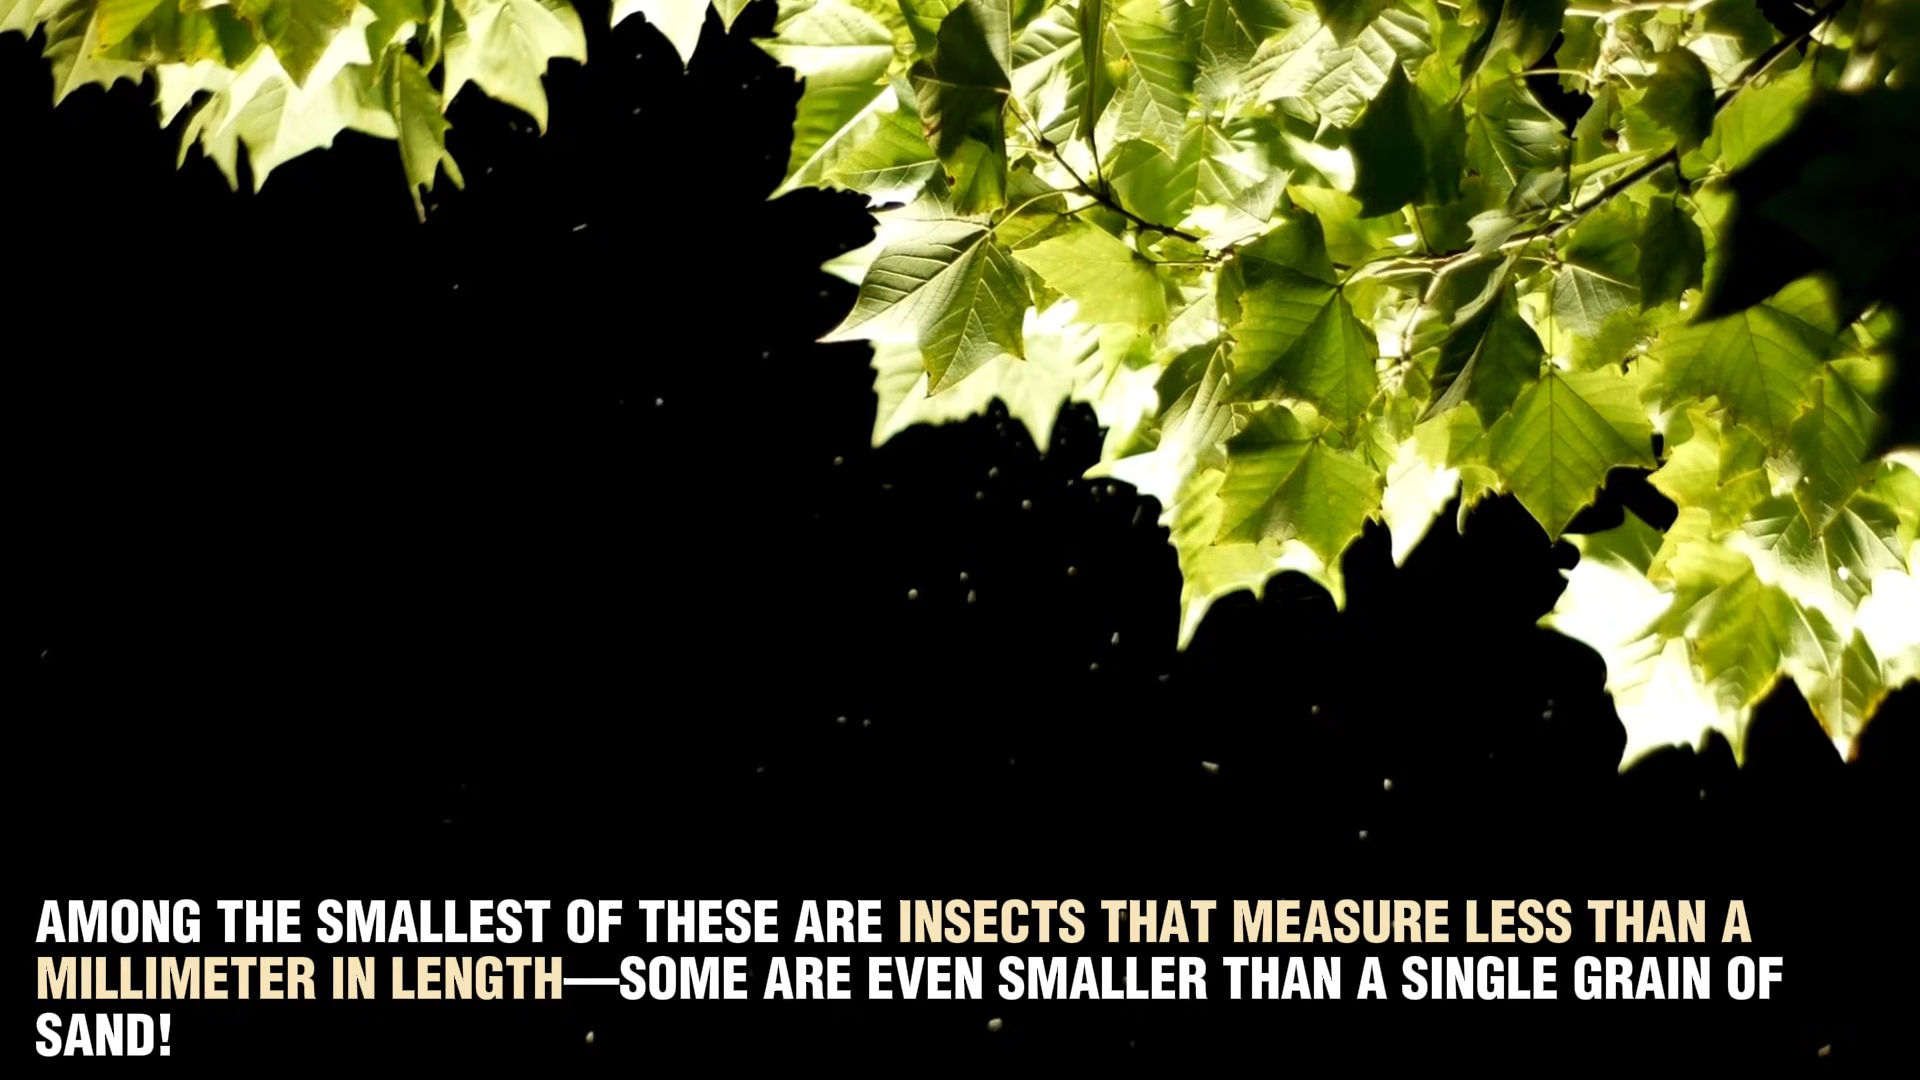 AMONG THE SMALLEST OF THESE ARE INSECTS THAT MEASURE LESS THAN A
MILLIMETER IN LENGTH—SOME ARE EVEN SMALLER THAN A SINGLE GRAIN OF
SAND!